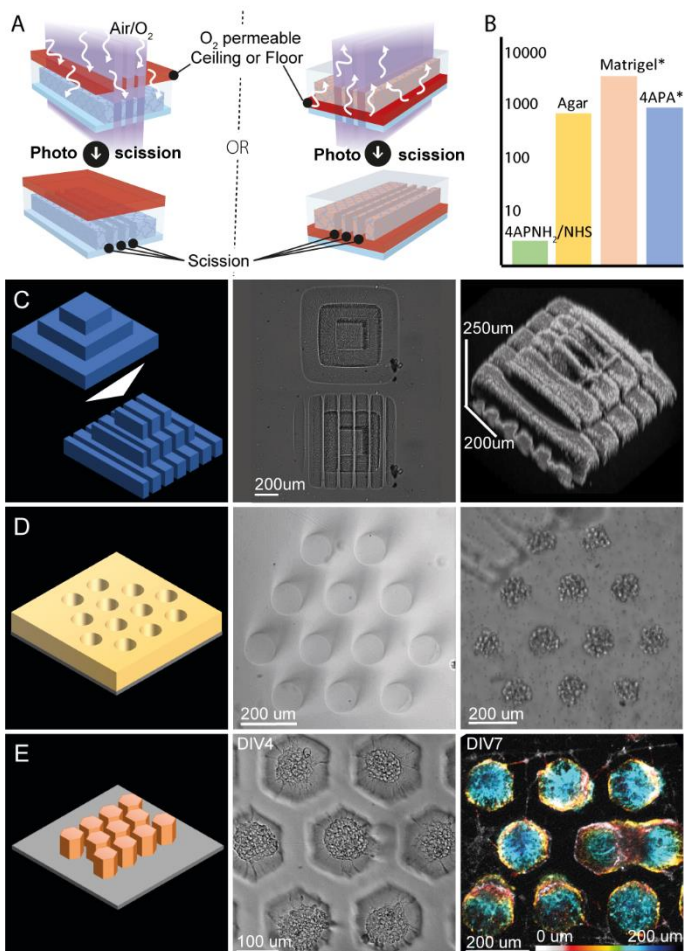 A
Air/O2
O2 permeable
Ceiling or Floor
Photo
scission
OR
Photo
scission
Scission
B
10000
1000
100
10
Agar
Matrigel*
4APA*
4APNH2/NHS
C
200um
250um
200um
D
200 um
200 um
E
DIV4
100 um
DIV7
0 um
200 um
200 um